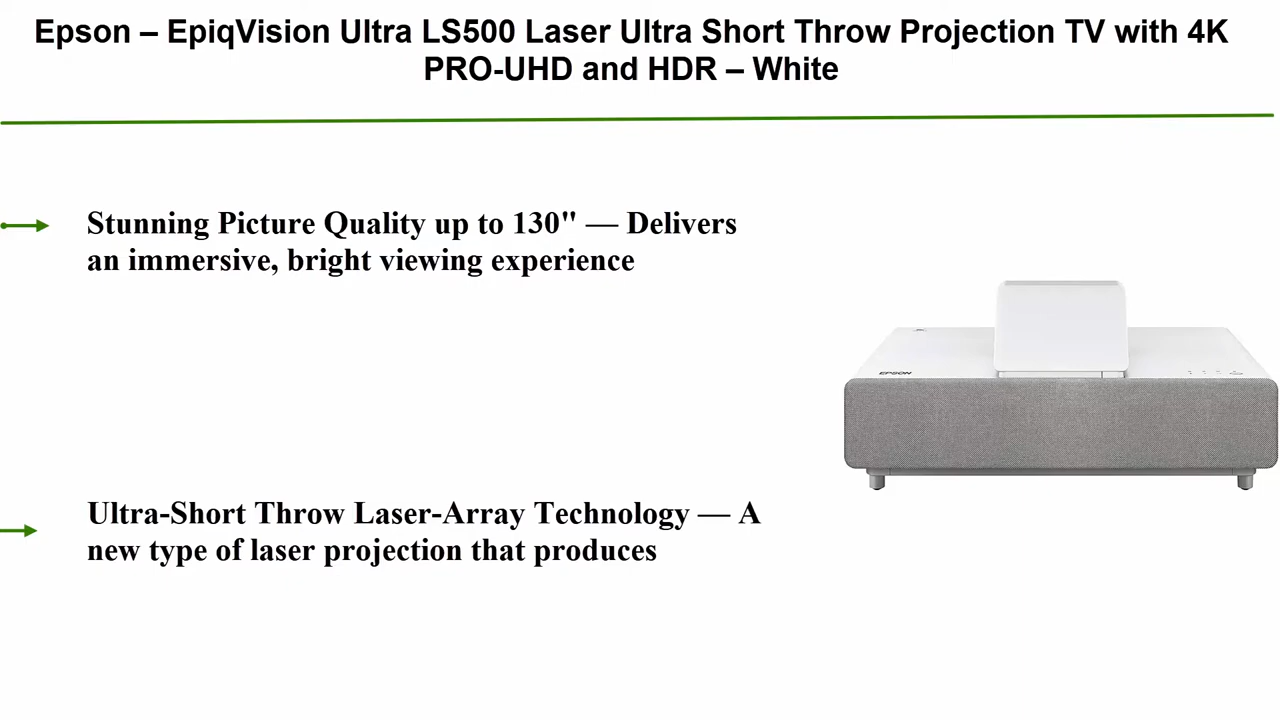 Epson – EpiqVision Ultra LS500 Laser Ultra Short Throw Projection TV with 4K
PRO-UHD and HDR – White
Stunning Picture Quality up to 130" — Delivers
an immersive, bright viewing experience
EPSON
Ultra-Short Throw Laser-Array Technology — A
new type of laser projection that produces